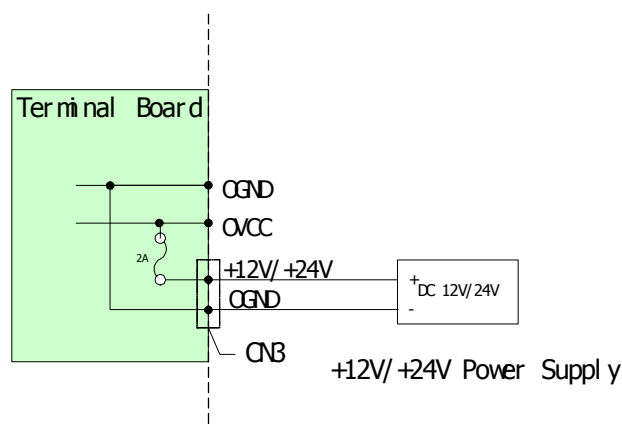 Terminal Board
OGND
OVCC
2A
+12V/+24V
+
DC 12V/24V
OGND
-
CN3
+12V/+24V Power Supply